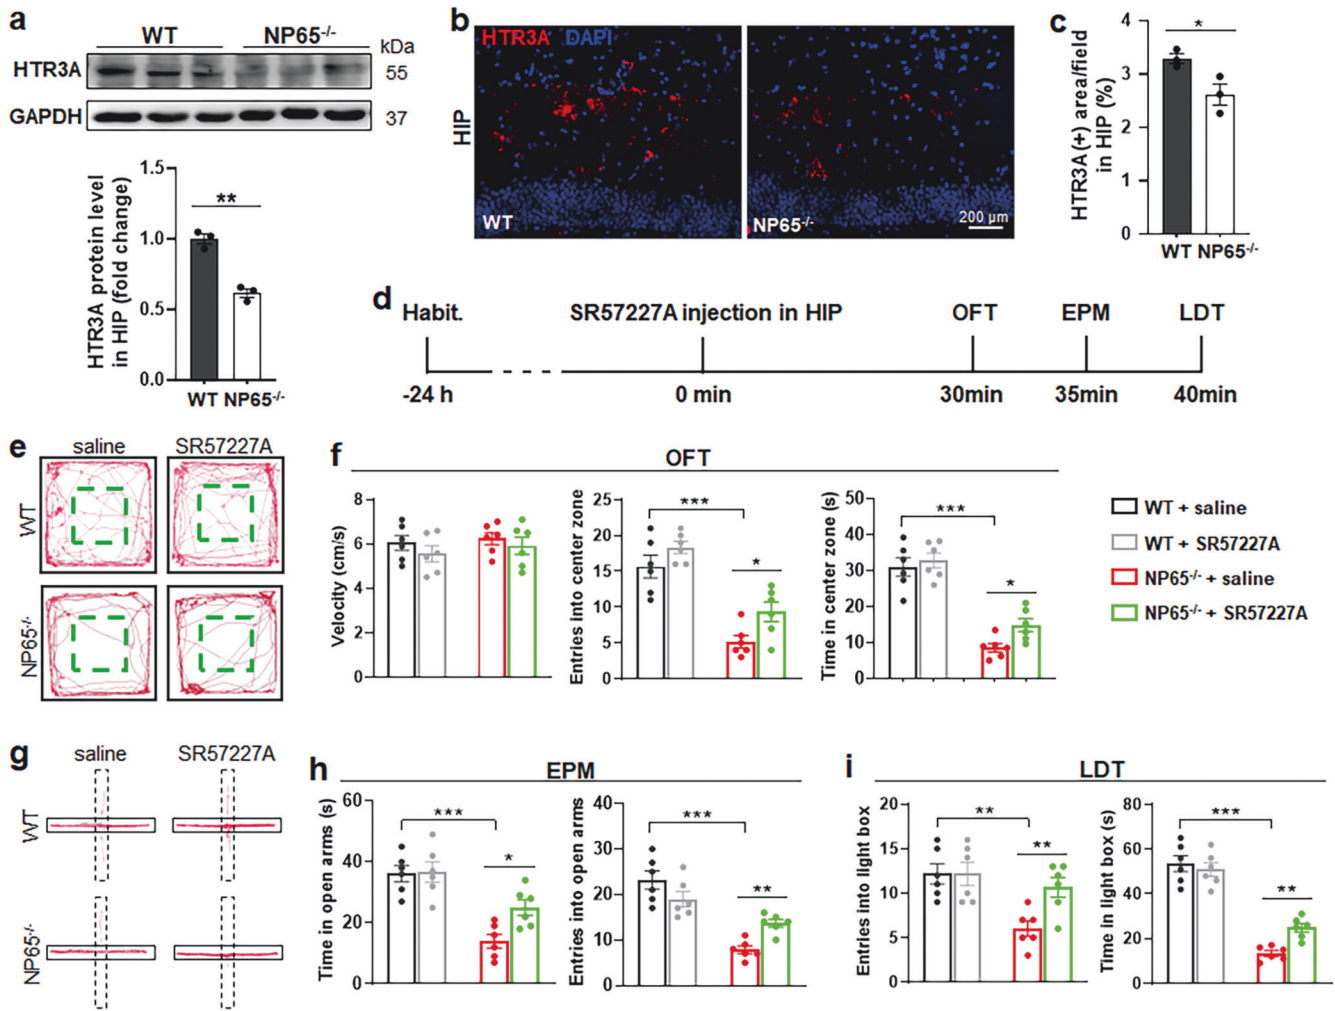 a
WT NP65-/-
kDa
HTR3A
55
GAPDH
37
HTR3A protein level
in HIP (fold change)
1.5
1.0
0.5
0.0
**
WT NP65-/-
b
HTR3A DAPI
HIP
WT
NP65-/-
200 µm
c
HTR3A(+) area/field
in HIP (%)
4
3
2
1
0
*
WT NP65-/-
d
Habit. SR57227A injection in HIP OFT EPM LDT
-24 h 0 min 30min 35min 40min
e
saline SR57227A
WT
NP65-/-
f
OFT
Velocity (cm/s)
8
6
4
2
0
Entries into center zone
25
20
15
10
5
0
***
*
Time in center zone (s)
50
40
30
20
10
0
***
*
WT + saline
WT + SR57227A
NP65-/- + saline
NP65-/- + SR57227A
g
saline SR57227A
WT
NP65-/-
h
EPM
Time in open arms (s)
60
40
20
0
***
*
Entries into open arms
40
30
20
10
0
***
**
i
LDT
Entries into light box
20
15
10
5
0
**
**
Time in light box (s)
80
60
40
20
0
***
**